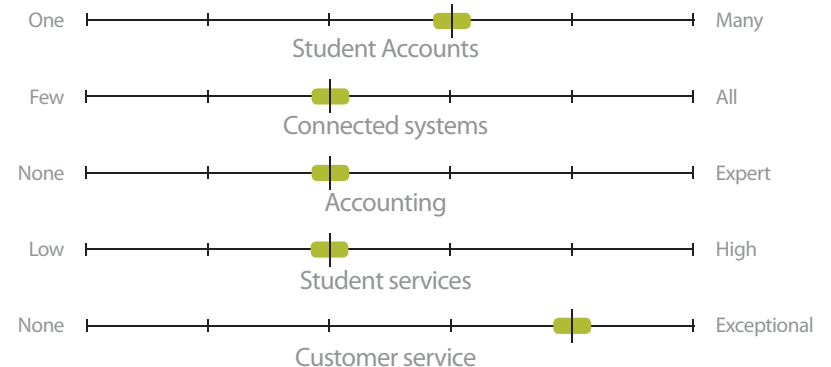 One Many
Student Accounts
Few All
Connected systems
None Expert
Accounting
Low High
Student services
None Exceptional
Customer service